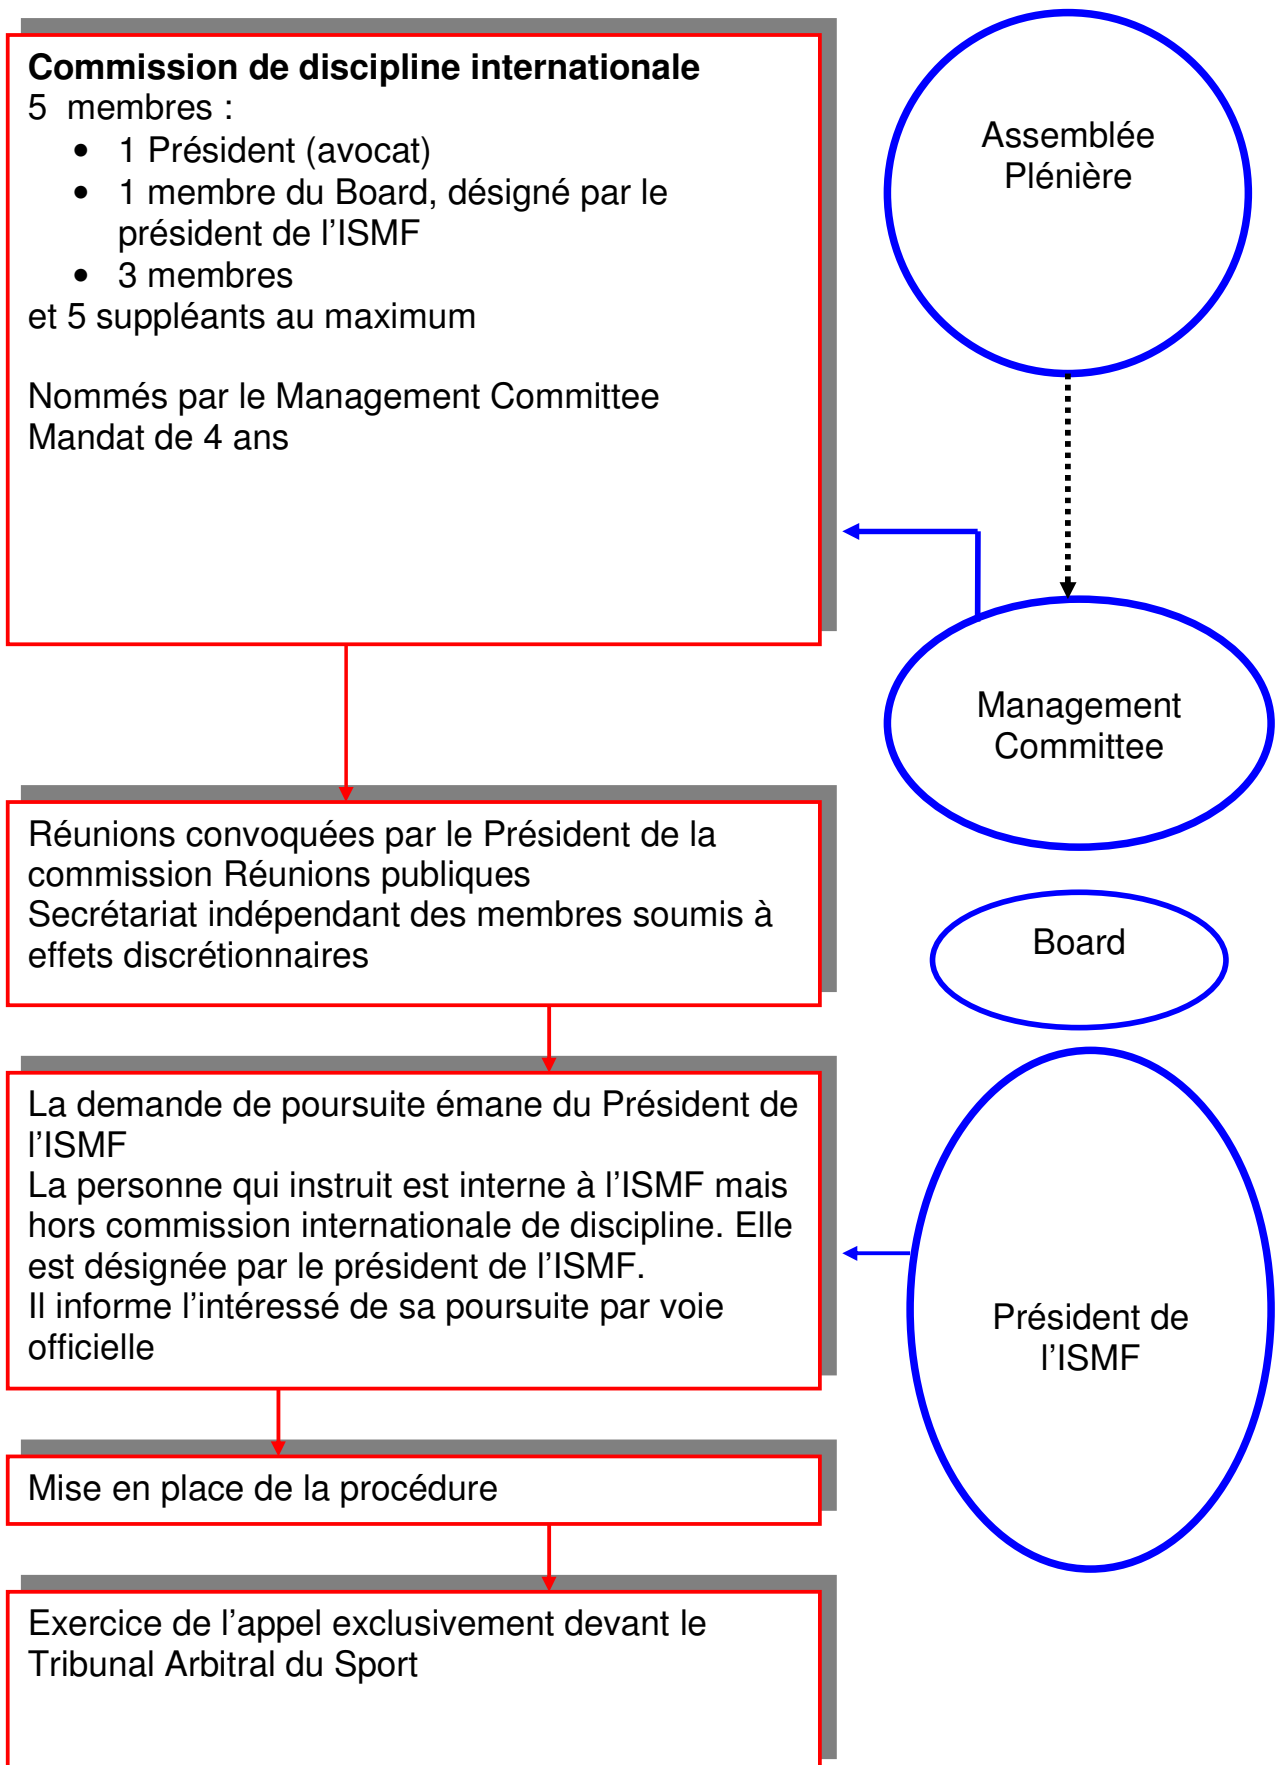 Commission de discipline internationale
5 membres :
• 1 Président (avocat)
• 1 membre du Board, désigné par le
président de l'ISMF
• 3 membres
et 5 suppléants au maximum
Nommés par le Management Committee
Mandat de 4 ans
Assemblée
Plénière
Management
Committee
Réunions convoquées par le Président de la
commission Réunions publiques
Secrétariat indépendant des membres soumis à
effets discrétionnaires
Board
La demande de poursuite émane du Président de
l'ISMF
La personne qui instruit est interne à l'ISMF mais
hors commission internationale de discipline. Elle
est désignée par le président de l'ISMF.
Il informe l'intéressé de sa poursuite par voie
officielle
Président de
l'ISMF
Mise en place de la procédure
Exercice de l'appel exclusivement devant le
Tribunal Arbitral du Sport